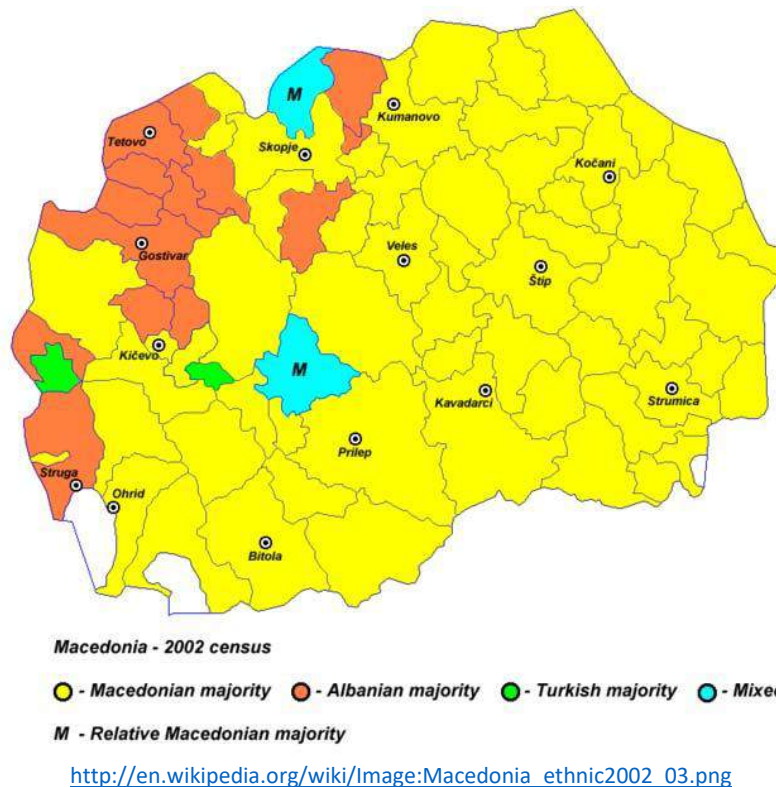 M
Kumanovo
Tetovo
Skopje
Kočani
Gostivar
Veles
Štip
Kičevo
M
Kavadarci
Strumica
Prilep
Struga
Ohrid
Bitola
Macedonia - 2002 census
- Macedonian majority - Albanian majority - Turkish majority - Mixed
M - Relative Macedonian majority
http://en.wikipedia.org/wiki/Image:Macedonia_ethnic2002_03.png